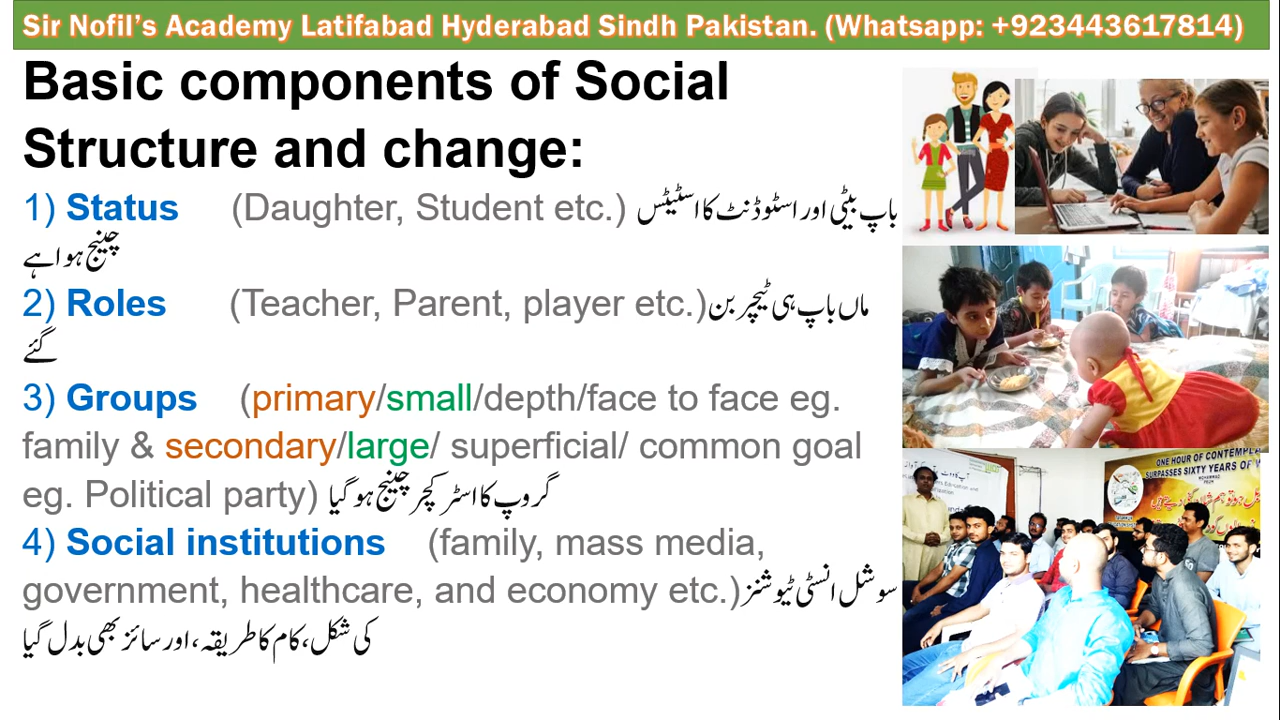 Sir Nofil’s Academy Latifabad Hyderabad Sindh Pakistan. (Whatsapp: +923443617814)
Basic components of Social
Structure and change:
1) Status (Daughter, Student etc.) باپ بیٹی اور اسٹوڈنٹ کا اسٹیٹس
چینج ہوا ہے
2) Roles (Teacher, Parent, player etc.) ماں باپ ہی ٹیچر بن
گئے
3) Groups (primary/small/depth/face to face eg.
family & secondary/large/ superficial/ common goal
eg. Political party) گروپ کا اسٹرکچر چینج ہو گیا
4) Social institutions (family, mass media,
government, healthcare, and economy etc.) سوشل انسٹی ٹیوشنز
کی شکل، کام کا طریقہ، اور سائز بھی بدل گیا
ONE HOUR OF
SURPASSES SIXTY YEARS OF